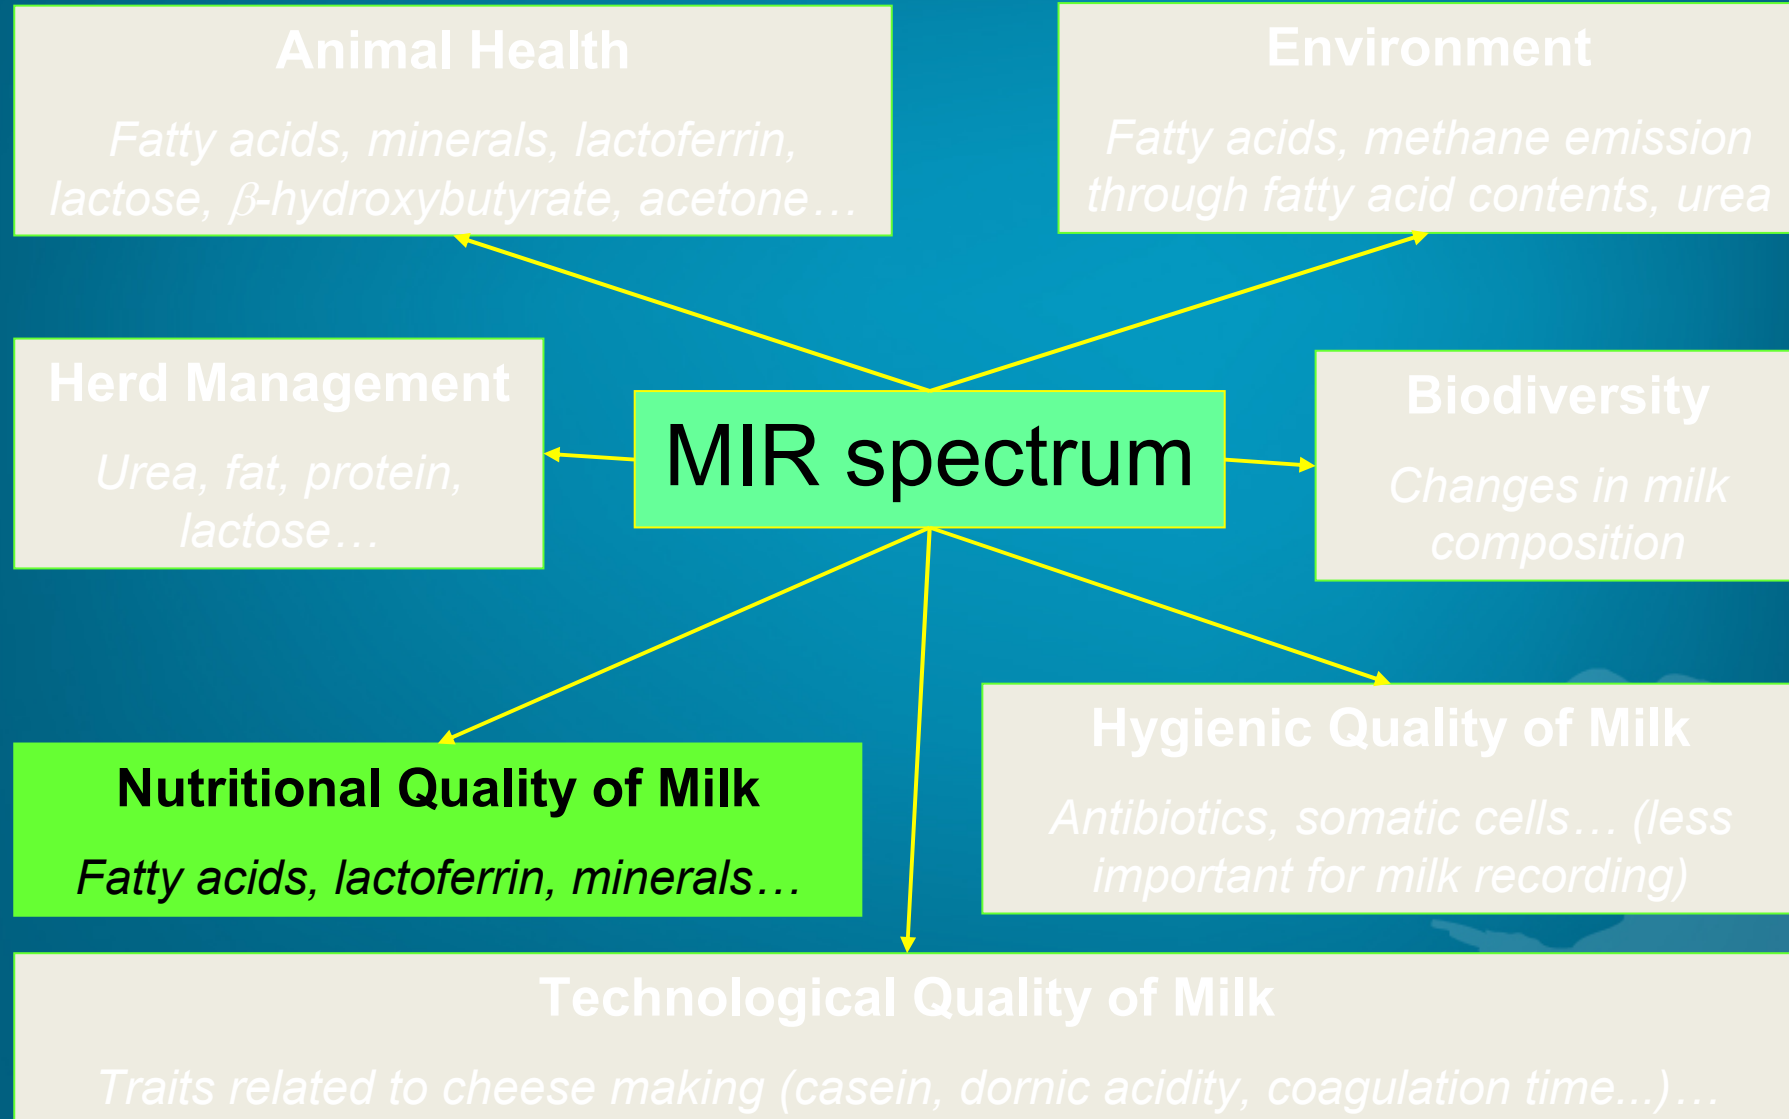 Animal Health
Fatty acids, minerals, lactoferrin,
lactose, β-hydroxybutyrate, acetone…
Environment
Fatty acids, methane emission
through fatty acid contents, urea
Herd Management
Urea, fat, protein,
lactose…
MIR spectrum
Biodiversity
Changes in milk
composition
Nutritional Quality of Milk
Fatty acids, lactoferrin, minerals…
Hygienic Quality of Milk
Antibiotics, somatic cells… (less
important for milk recording)
Technological Quality of Milk
Traits related to cheese making (casein, dornic acidity, coagulation time...)…